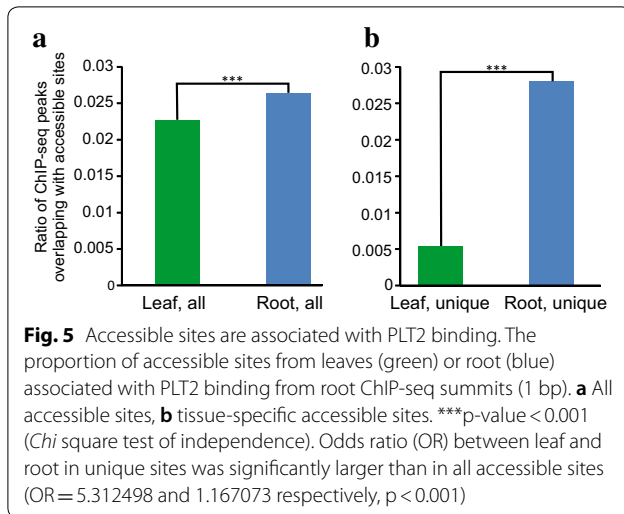 a
b
Ratio of ChIP-seq peaks
overlapping with accessible sites
0.03
0.025
0.02
0.015
0.01
0.005
0
***
Leaf, all
Root, all
0.03
0.025
0.02
0.015
0.01
0.005
0
***
Leaf, unique
Root, unique
Fig. 5 Accessible sites are associated with PLT2 binding. The
proportion of accessible sites from leaves (green) or root (blue)
associated with PLT2 binding from root ChIP-seq summits (1 bp). a All
accessible sites, b tissue-specific accessible sites. ***p-value < 0.001
(Chi square test of independence). Odds ratio (OR) between leaf and
root in unique sites was significantly larger than in all accessible sites
(OR = 5.312498 and 1.167073 respectively, p < 0.001)